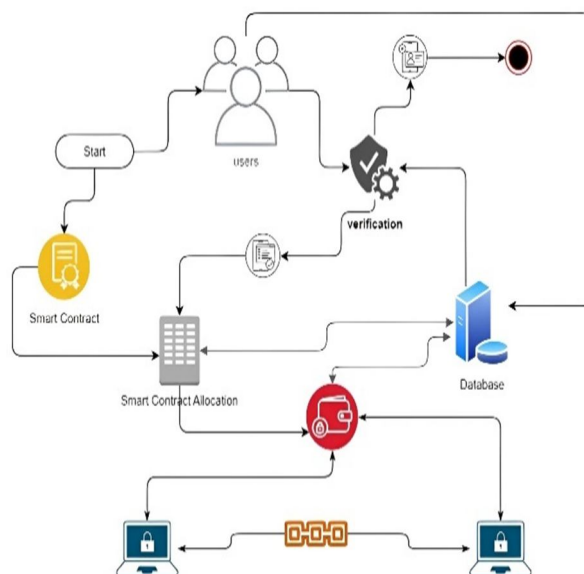 Start
users
verification
Smart Contract
Database
Smart Contract Allocation